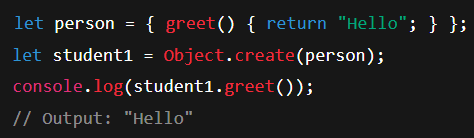 let person = { greet() { return "Hello"; } };
let student1 = Object.create(person);
console.log(student1.greet());
// Output: "Hello"